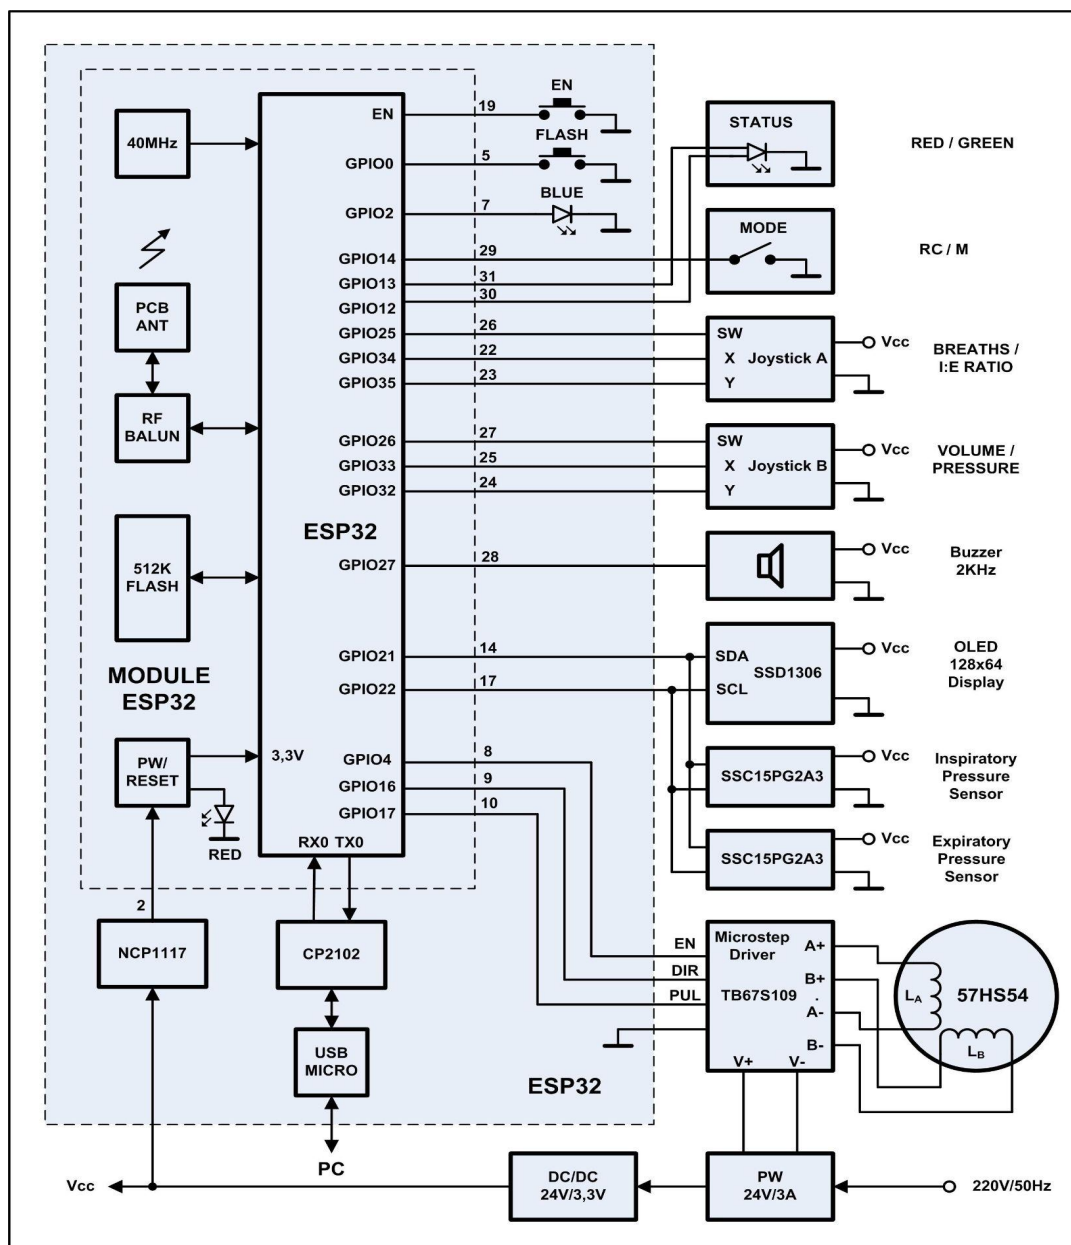 40MHz
PCB
ANT
RF
BALUN
512K
FLASH
MODULE
ESP32
PW/
RESET
RED
3,3V
ESP32
RX0 TX0
EN
GPIO0
GPIO2
GPIO14
GPIO13
GPIO12
GPIO25
GPIO34
GPIO35
GPIO26
GPIO33
GPIO32
GPIO27
GPIO21
GPIO22
GPIO4
GPIO16
GPIO17
19
5
7
29
31
30
26
22
23
27
25
24
28
14
17
8
9
10
EN
FLASH
BLUE
STATUS
RED / GREEN
MODE
RC / M
SW
X Joystick A
Y
Vcc
BREATHS /
I:E RATIO
SW
X Joystick B
Y
Vcc
VOLUME /
PRESSURE
Vcc
Buzzer
2KHz
SDA
SSD1306
SCL
Vcc
OLED
128x64
Display
SSC15PG2A3
Vcc
Inspiratory
Pressure
Sensor
SSC15PG2A3
Vcc
Expiratory
Pressure
Sensor
2
NCP1117
CP2102
USB
MICRO
PC
ESP32
EN
DIR
PUL
Microstep
Driver
TB67S109
.
A+
B+
A-
B-
V+ V-
LA
57HS54
LB
Vcc
DC/DC
24V/3,3V
PW
24V/3A
220V/50Hz